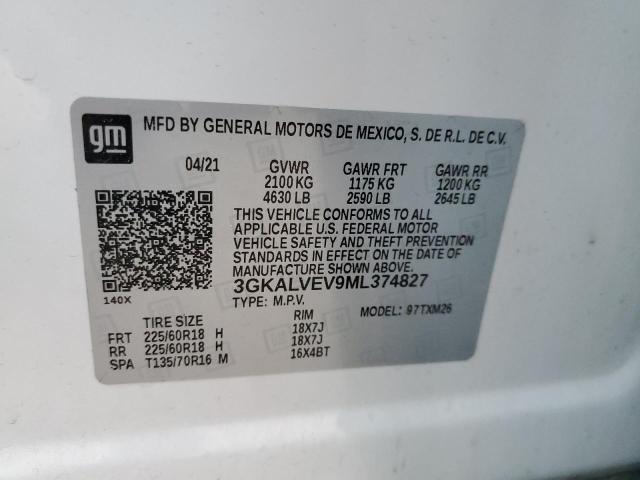 gm
MFD BY GENERAL MOTORS DE MEXICO, S. DE R.L. DE C.V.
04/21 GVWR GAWR FRT GAWR RR
2100 KG 1175 KG 1200 KG
4630 LB 2590 LB 2645 LB
THIS VEHICLE CONFORMS TO ALL
APPLICABLE U.S. FEDERAL MOTOR
VEHICLE SAFETY AND THEFT PREVENTION
STANDARDS IN EFFECT ON THE DATE OF
MANUFACTURE SHOWN ABOVE.
140X
3GKALVEV9ML374827
TYPE: M.P.V. MODEL: 97TXM26
TIRE SIZE RIM
FRT 225/60R18 H 18X7J
RR 225/60R18 H 18X7J
SPA T135/70R16 M 16X4BT